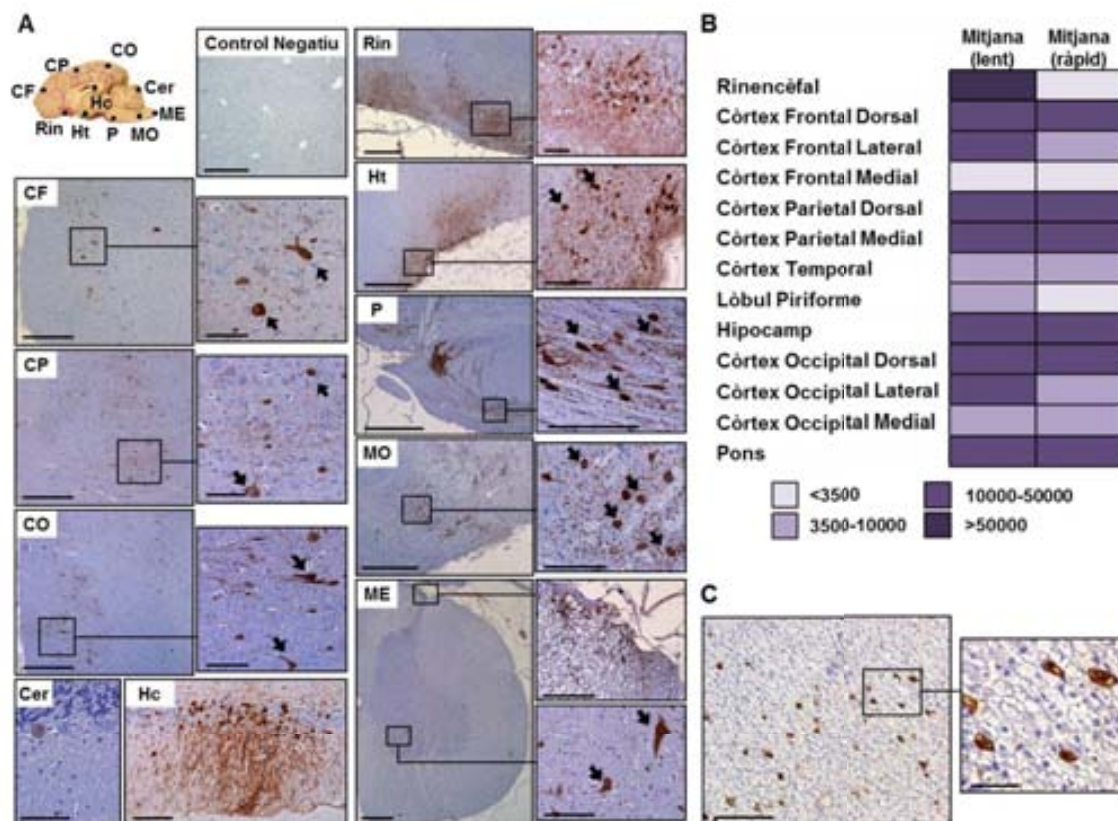 A
CO
CP
CF
Cer
Hc
ME
Rin
Ht
P
MO
Control Negatiu
CF
CP
CO
Cer
Hc
Rin
Ht
P
MO
ME
B
Mitjana
(lent)
Mitjana
(ràpid)
Rinencèfal
Còrtex Frontal Dorsal
Còrtex Frontal Lateral
Còrtex Frontal Medial
Còrtex Parietal Dorsal
Còrtex Parietal Medial
Còrtex Temporal
Lòbul Piriforme
Hipocamp
Còrtex Occipital Dorsal
Còrtex Occipital Lateral
Còrtex Occipital Medial
Pons
<3500
10000-50000
3500-10000
>50000
C